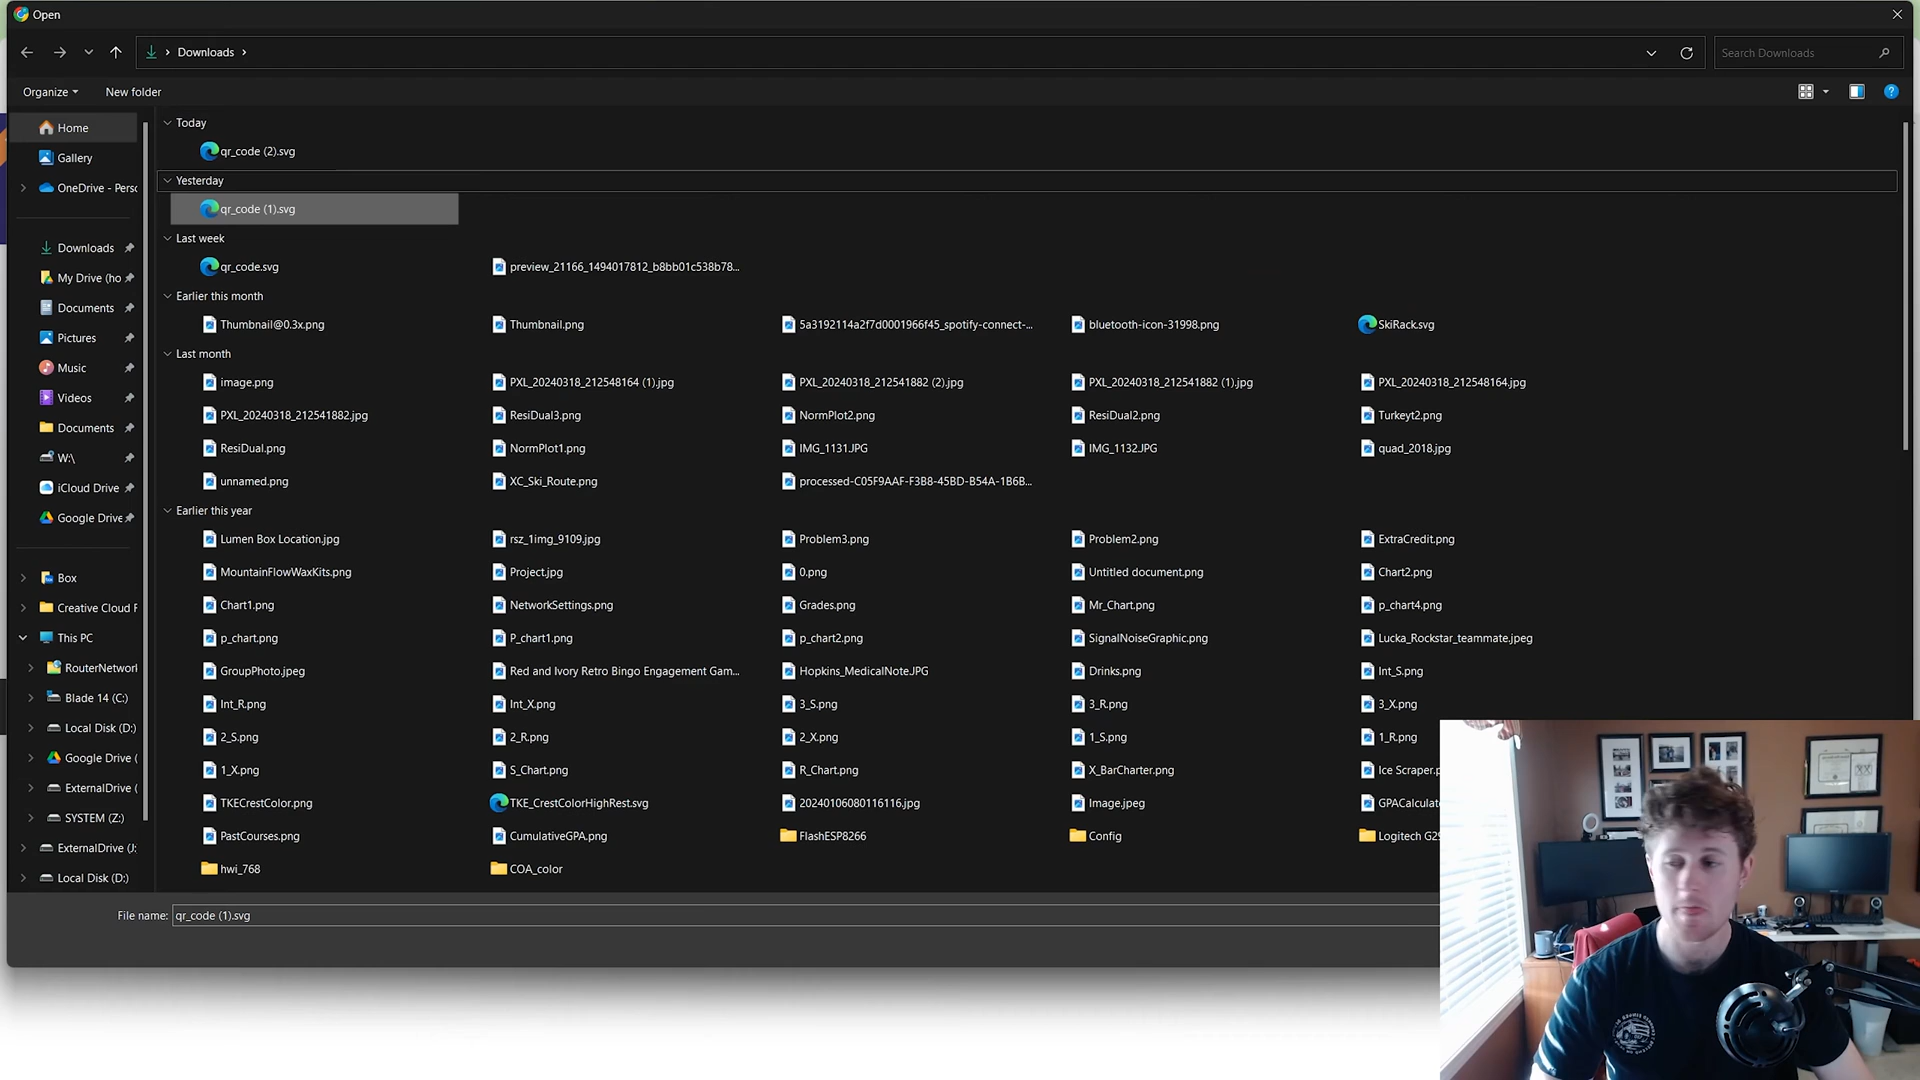 Open
Downloads
Search Downloads
Organize
New folder
Home
Gallery
OneDrive - Perso
Downloads
My Drive (ho
Documents
Pictures
Music
Videos
Documents
W:\
iCloud Drive
Google Drive
Box
Creative Cloud F
This PC
RouterNetwork
Blade 14 (C:)
Local Disk (D:)
Google Drive (
ExternalDrive (
SYSTEM (Z:)
ExternalDrive (J:
Local Disk (D:)
Today
qr_code (2).svg
Yesterday
qr_code (1).svg
Last week
qr_code.svg preview_21166_1494017812_b8bb01c538b78...
Earlier this month
Thumbnail@0.3x.png Thumbnail.png 5a3192114a2f7d0001966f45_spotify-connect-... bluetooth-icon-31998.png SkiRack.svg
Last month
image.png PXL_20240318_212548164 (1).jpg PXL_20240318_212541882 (2).jpg PXL_20240318_212541882 (1).jpg PXL_20240318_212548164.jpg
PXL_20240318_212541882.jpg ResiDual3.png NormPlot2.png ResiDual2.png Turkeyt2.png
ResiDual.png NormPlot1.png IMG_1131.JPG IMG_1132.JPG quad_2018.jpg
unnamed.png XC_Ski_Route.png processed-C05F9AAF-F3B8-45BD-B54A-1B6B...
Earlier this year
Lumen Box Location.jpg rsz_1img_9109.jpg Problem3.png Problem2.png ExtraCredit.png
MountainFlowWaxKits.png Project.jpg 0.png Untitled document.png Chart2.png
Chart1.png NetworkSettings.png Grades.png Mr_Chart.png p_chart4.png
p_chart.png P_chart1.png p_chart2.png SignalNoiseGraphic.png Lucka_Rockstar_teammate.jpeg
GroupPhoto.jpeg Red and Ivory Retro Bingo Engagement Gam... Hopkins_MedicalNote.JPG Drinks.png Int_S.png
Int_R.png Int_X.png 3_S.png 3_R.png 3_X.png
2_S.png 2_R.png 2_X.png 1_S.png 1_R.png
1_X.png S_Chart.png R_Chart.png X_BarCharter.png Ice Scraper.p
TKECrestColor.png TKE_CrestColorHighRest.svg 20240106080116116.jpg Image.jpeg GPACalculat
PastCourses.png CumulativeGPA.png FlashESP8266 Config Logitech G29
hwi_768 COA_color
File name: qr_code (1).svg